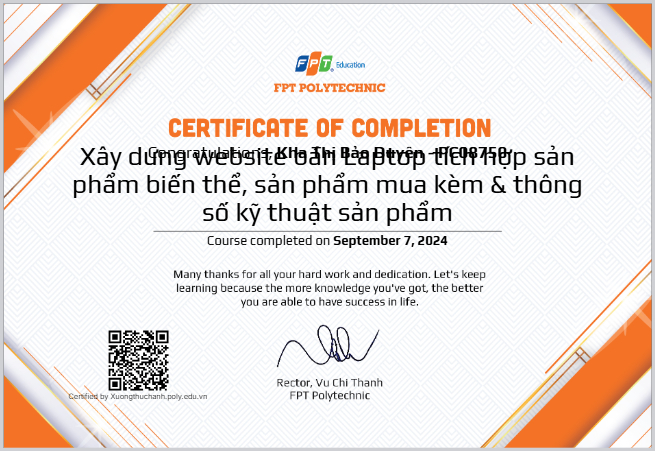 FPT Education
FPT POLYTECHNIC
CERTIFICATE OF COMPLETION
Congratulations, Kha Thị Bảo Duyên - PC08750,
Xây dựng website bán Laptop tích hợp sản
phẩm biến thể, sản phẩm mua kèm & thông
số kỹ thuật sản phẩm
Course completed on September 7, 2024
Many thanks for all your hard work and dedication. Let's keep
learning because the more knowledge you've got, the better
you are able to have success in life.
Rector, Vu Chi Thanh
FPT Polytechnic
Certified by Xuongthuchanh.poly.edu.vn